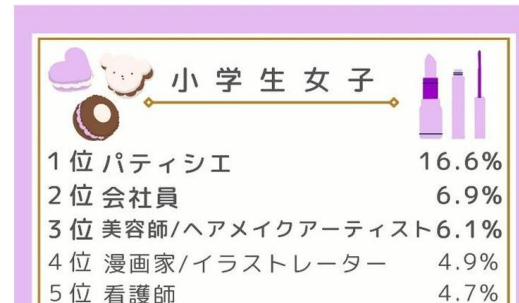 小学生女子
1位 パティシエ 16.6%
2位 会社員 6.9%
3位 美容師/ヘアメイクアーティスト 6.1%
4位 漫画家/イラストレーター 4.9%
5位 看護師 4.7%